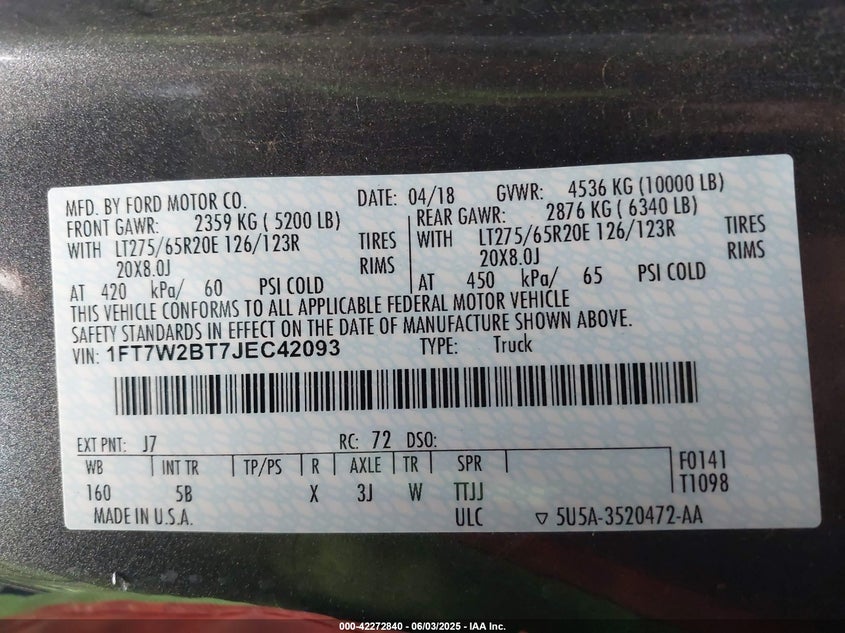 MFD. BY FORD MOTOR CO. DATE: 04/18 GVWR: 4536 KG (10000 LB)
FRONT GAWR: 2359 KG ( 5200 LB) REAR GAWR: 2876 KG ( 6340 LB)
WITH LT275/65R20E 126/123R TIRES WITH LT275/65R20E 126/123R TIRES
20X8.0J RIMS 20X8.0J RIMS
AT 420 kPa/ 60 PSI COLD AT 450 kPa/ 65 PSI COLD
THIS VEHICLE CONFORMS TO ALL APPLICABLE FEDERAL MOTOR VEHICLE
SAFETY STANDARDS IN EFFECT ON THE DATE OF MANUFACTURE SHOWN ABOVE.
VIN: 1FT7W2BT7JEC42093 TYPE: Truck
EXT PNT: J7 RC: 72 DSO:
WB INT TR TP/PS R AXLE TR SPR F0141
160 5B X 3J W TTJJ T1098
MADE IN U.S.A. ULC ▽ 5U5A-3520472-AA
000-42272840 - 06/03/2025 - IAA Inc.